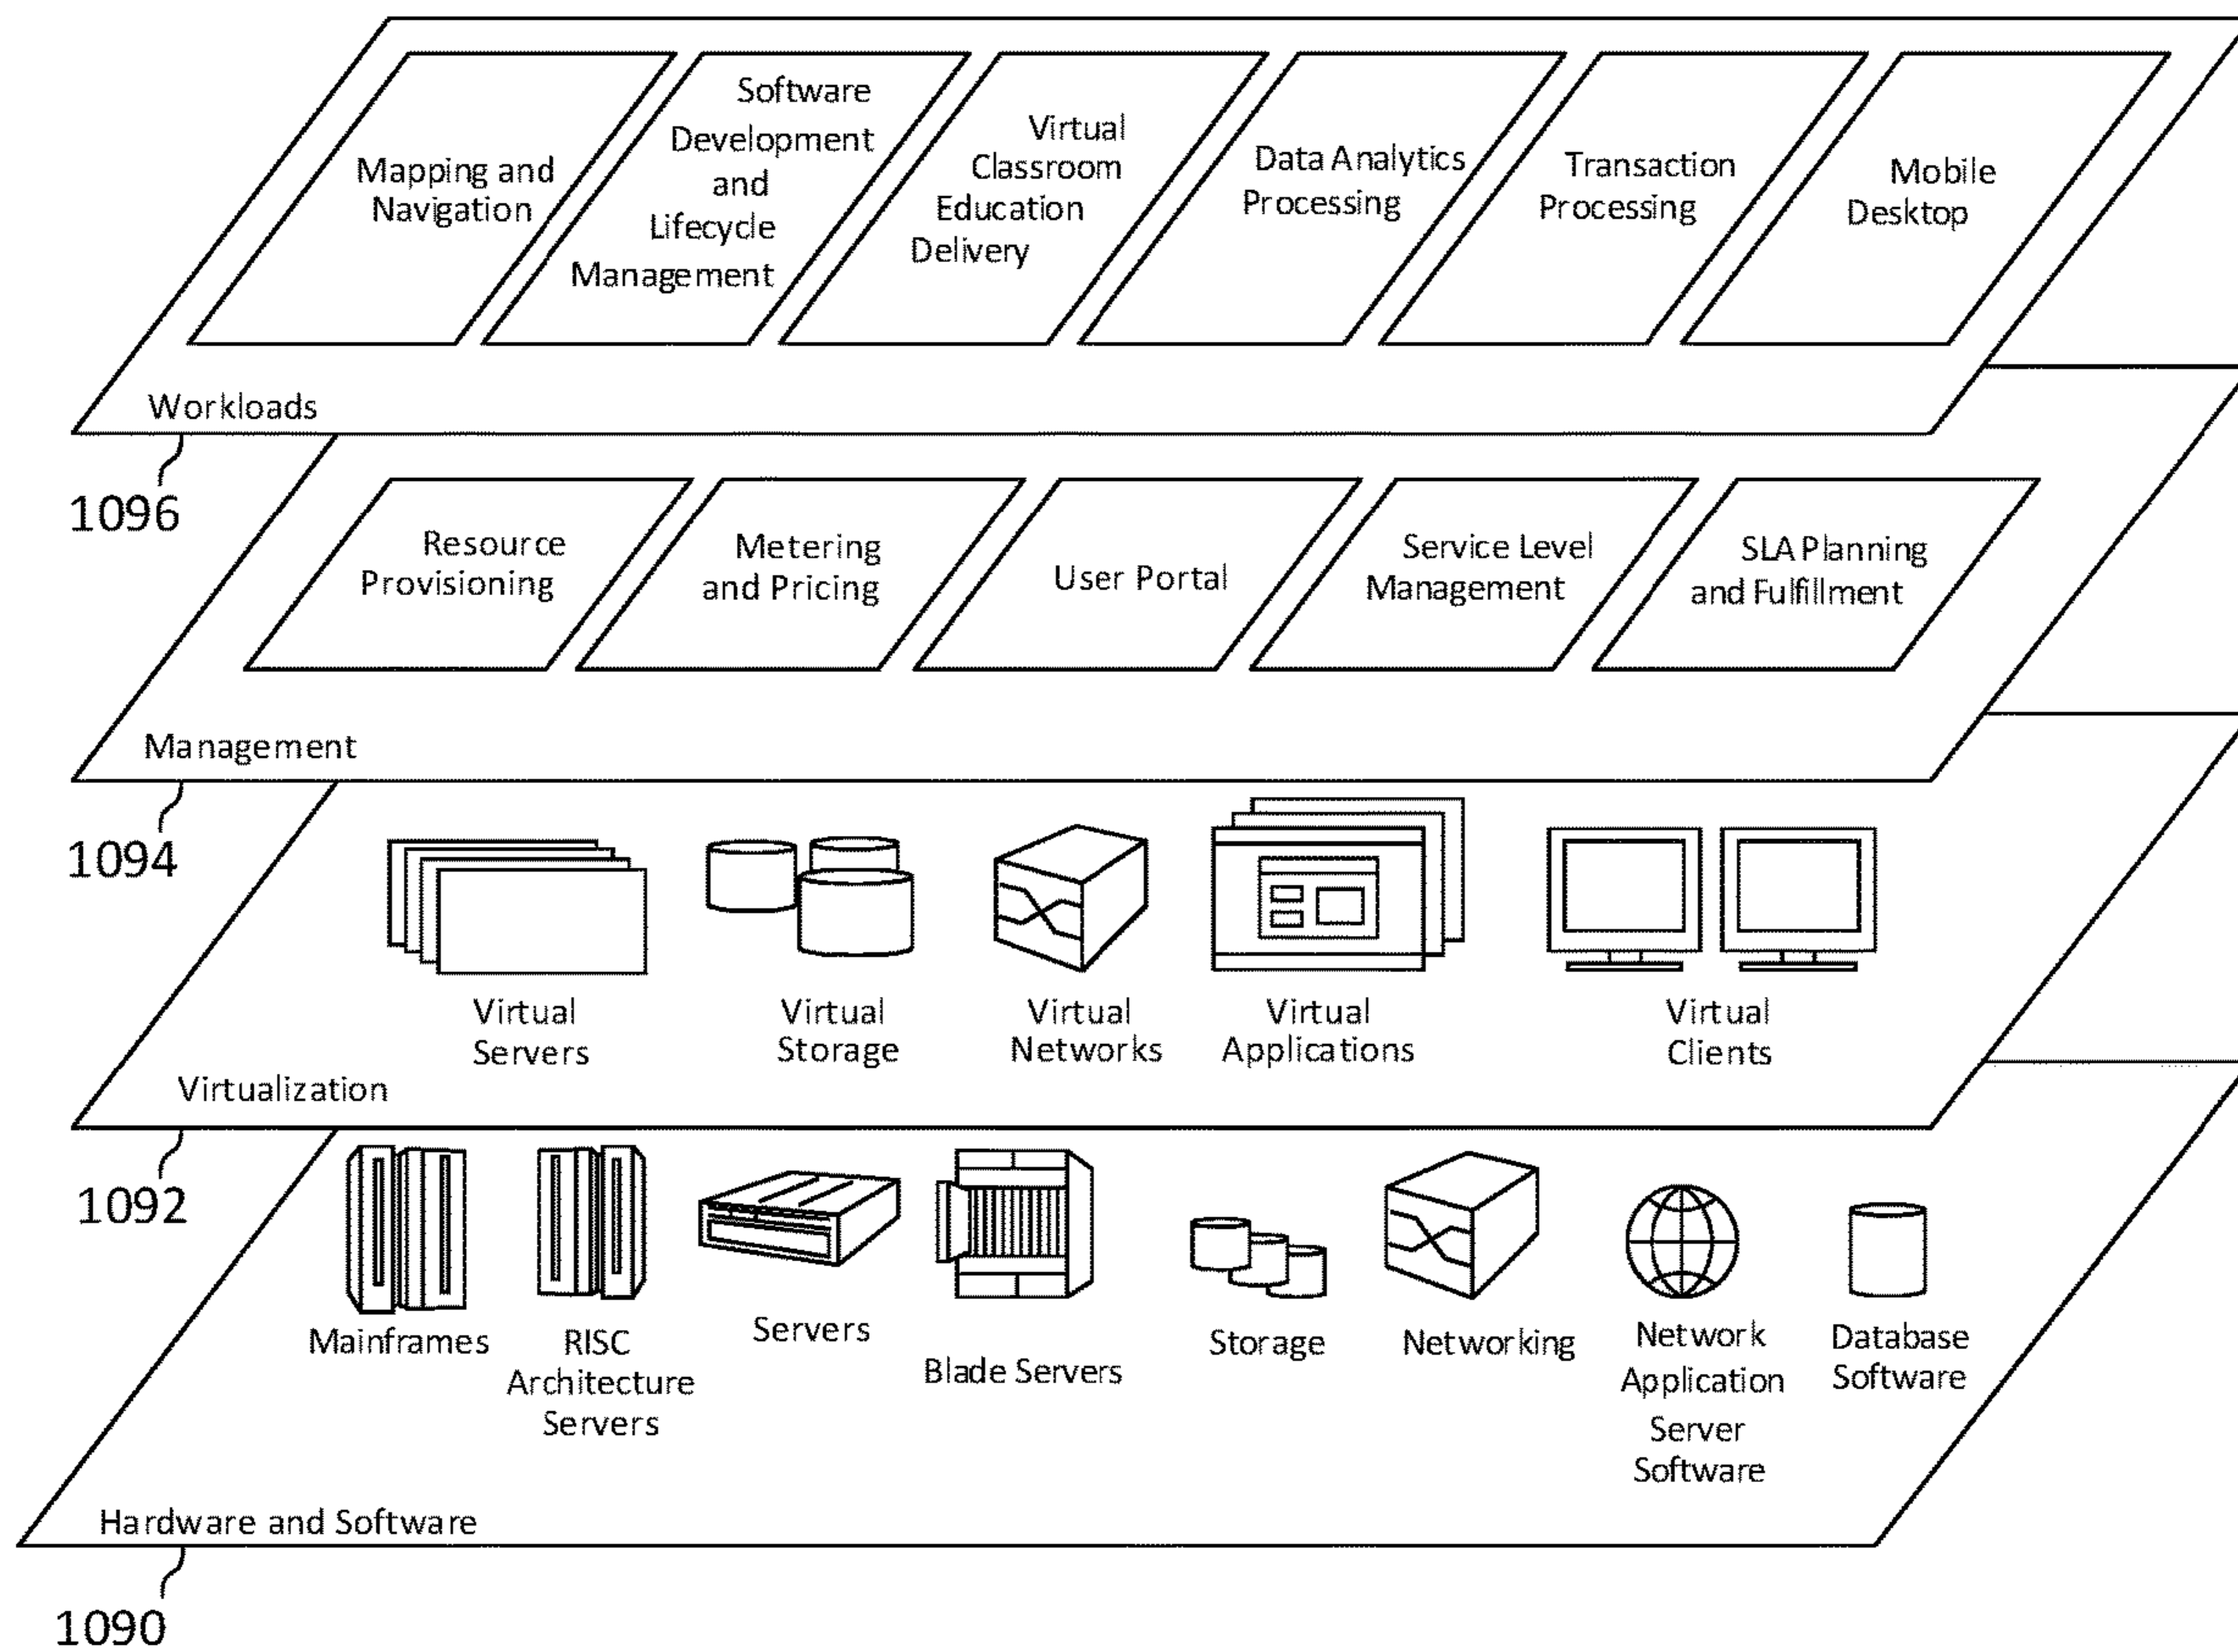 Mapping and
Navigation
Software
Development
and
Lifecycle
Management
Virtual
Classroom
Education
Delivery
Data Analytics
Processing
Transaction
Processing
Mobile
Desktop
Workloads
1096
Resource
Provisioning
Metering
and Pricing
User Portal
Service Level
Management
SLA Planning
and Fulfillment
Management
1094
Virtual
Servers
Virtual
Storage
Virtual
Networks
Virtual
Applications
Virtual
Clients
Virtualization
1092
Mainframes
RISC
Architecture
Servers
Servers
Blade Servers
Storage
Networking
Network
Application
Server
Software
Database
Software
Hardware and Software
1090